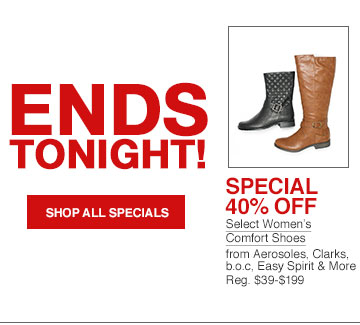 ENDS
TONIGHT!
SHOP ALL SPECIALS
SPECIAL
40% OFF
Select Women's
Comfort Shoes
from Aerosoles, Clarks,
b.o.c, Easy Spirit & More
Reg. $39-$199